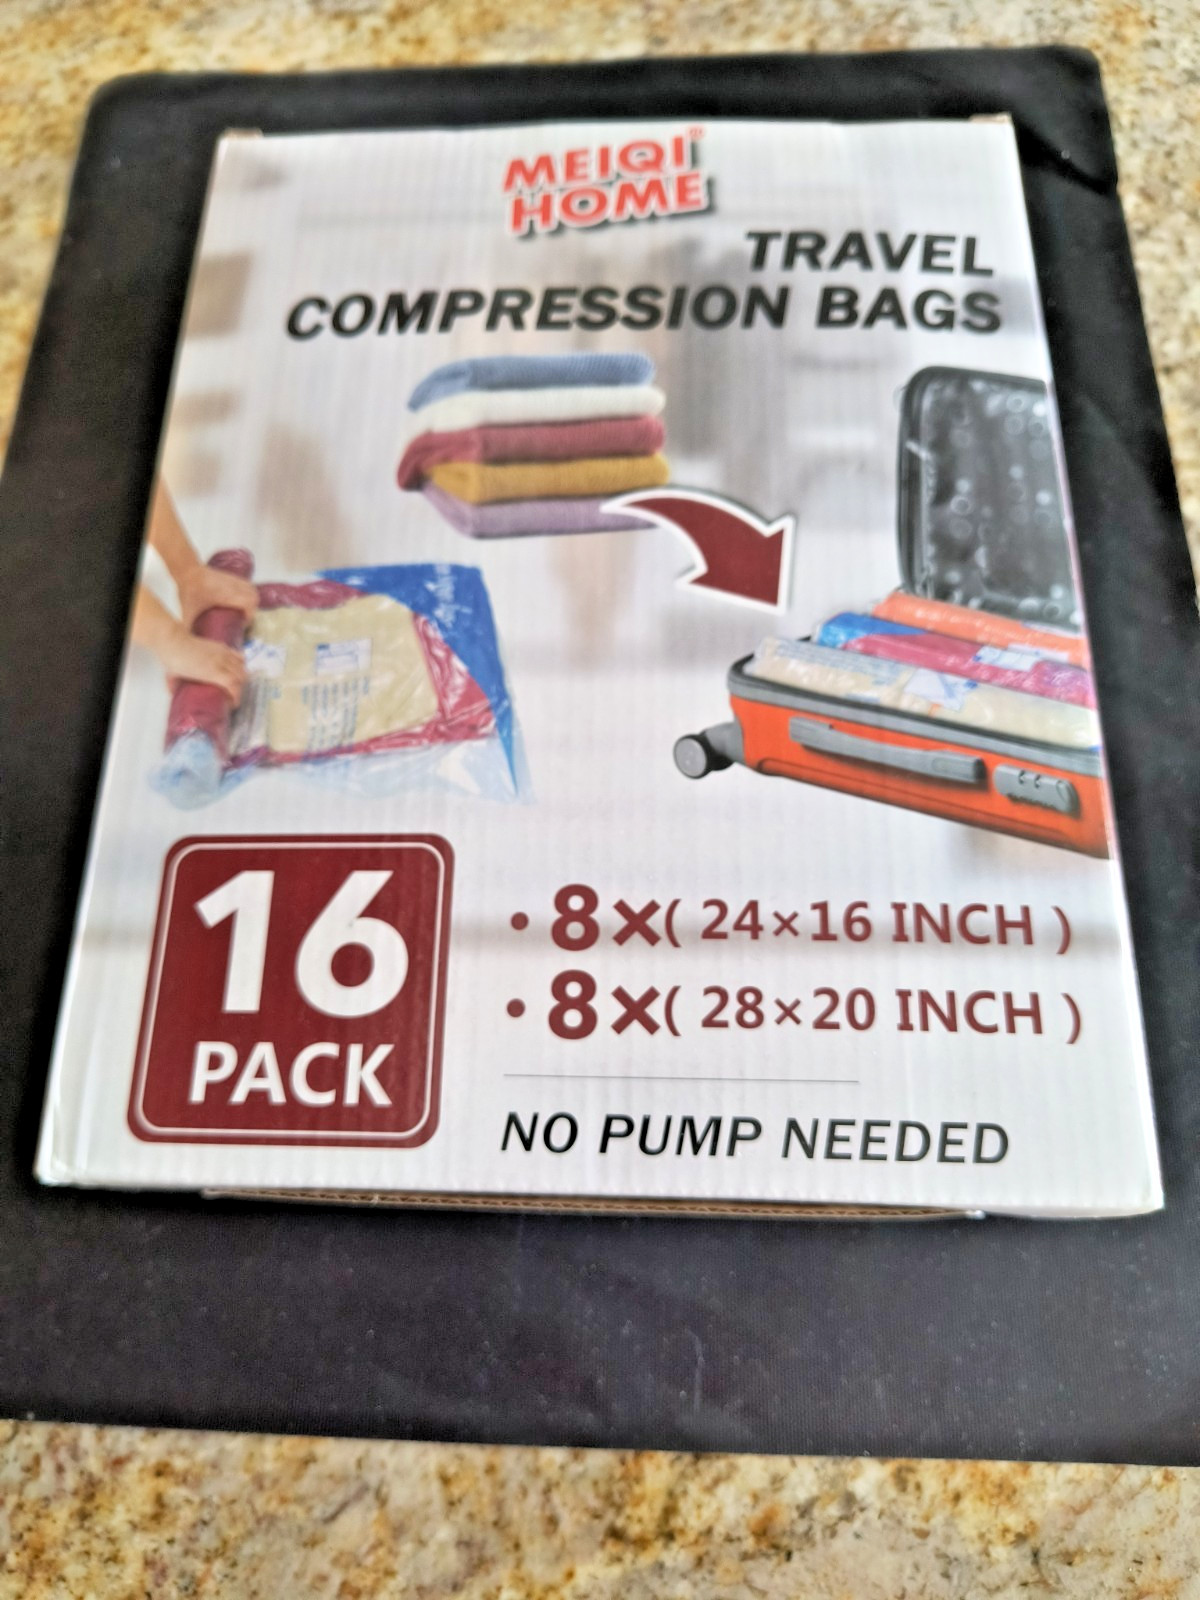 MEIQI®
HOME
TRAVEL
COMPRESSION BAGS
16
PACK
• 8×( 24×16 INCH )
• 8×( 28×20 INCH )
NO PUMP NEEDED